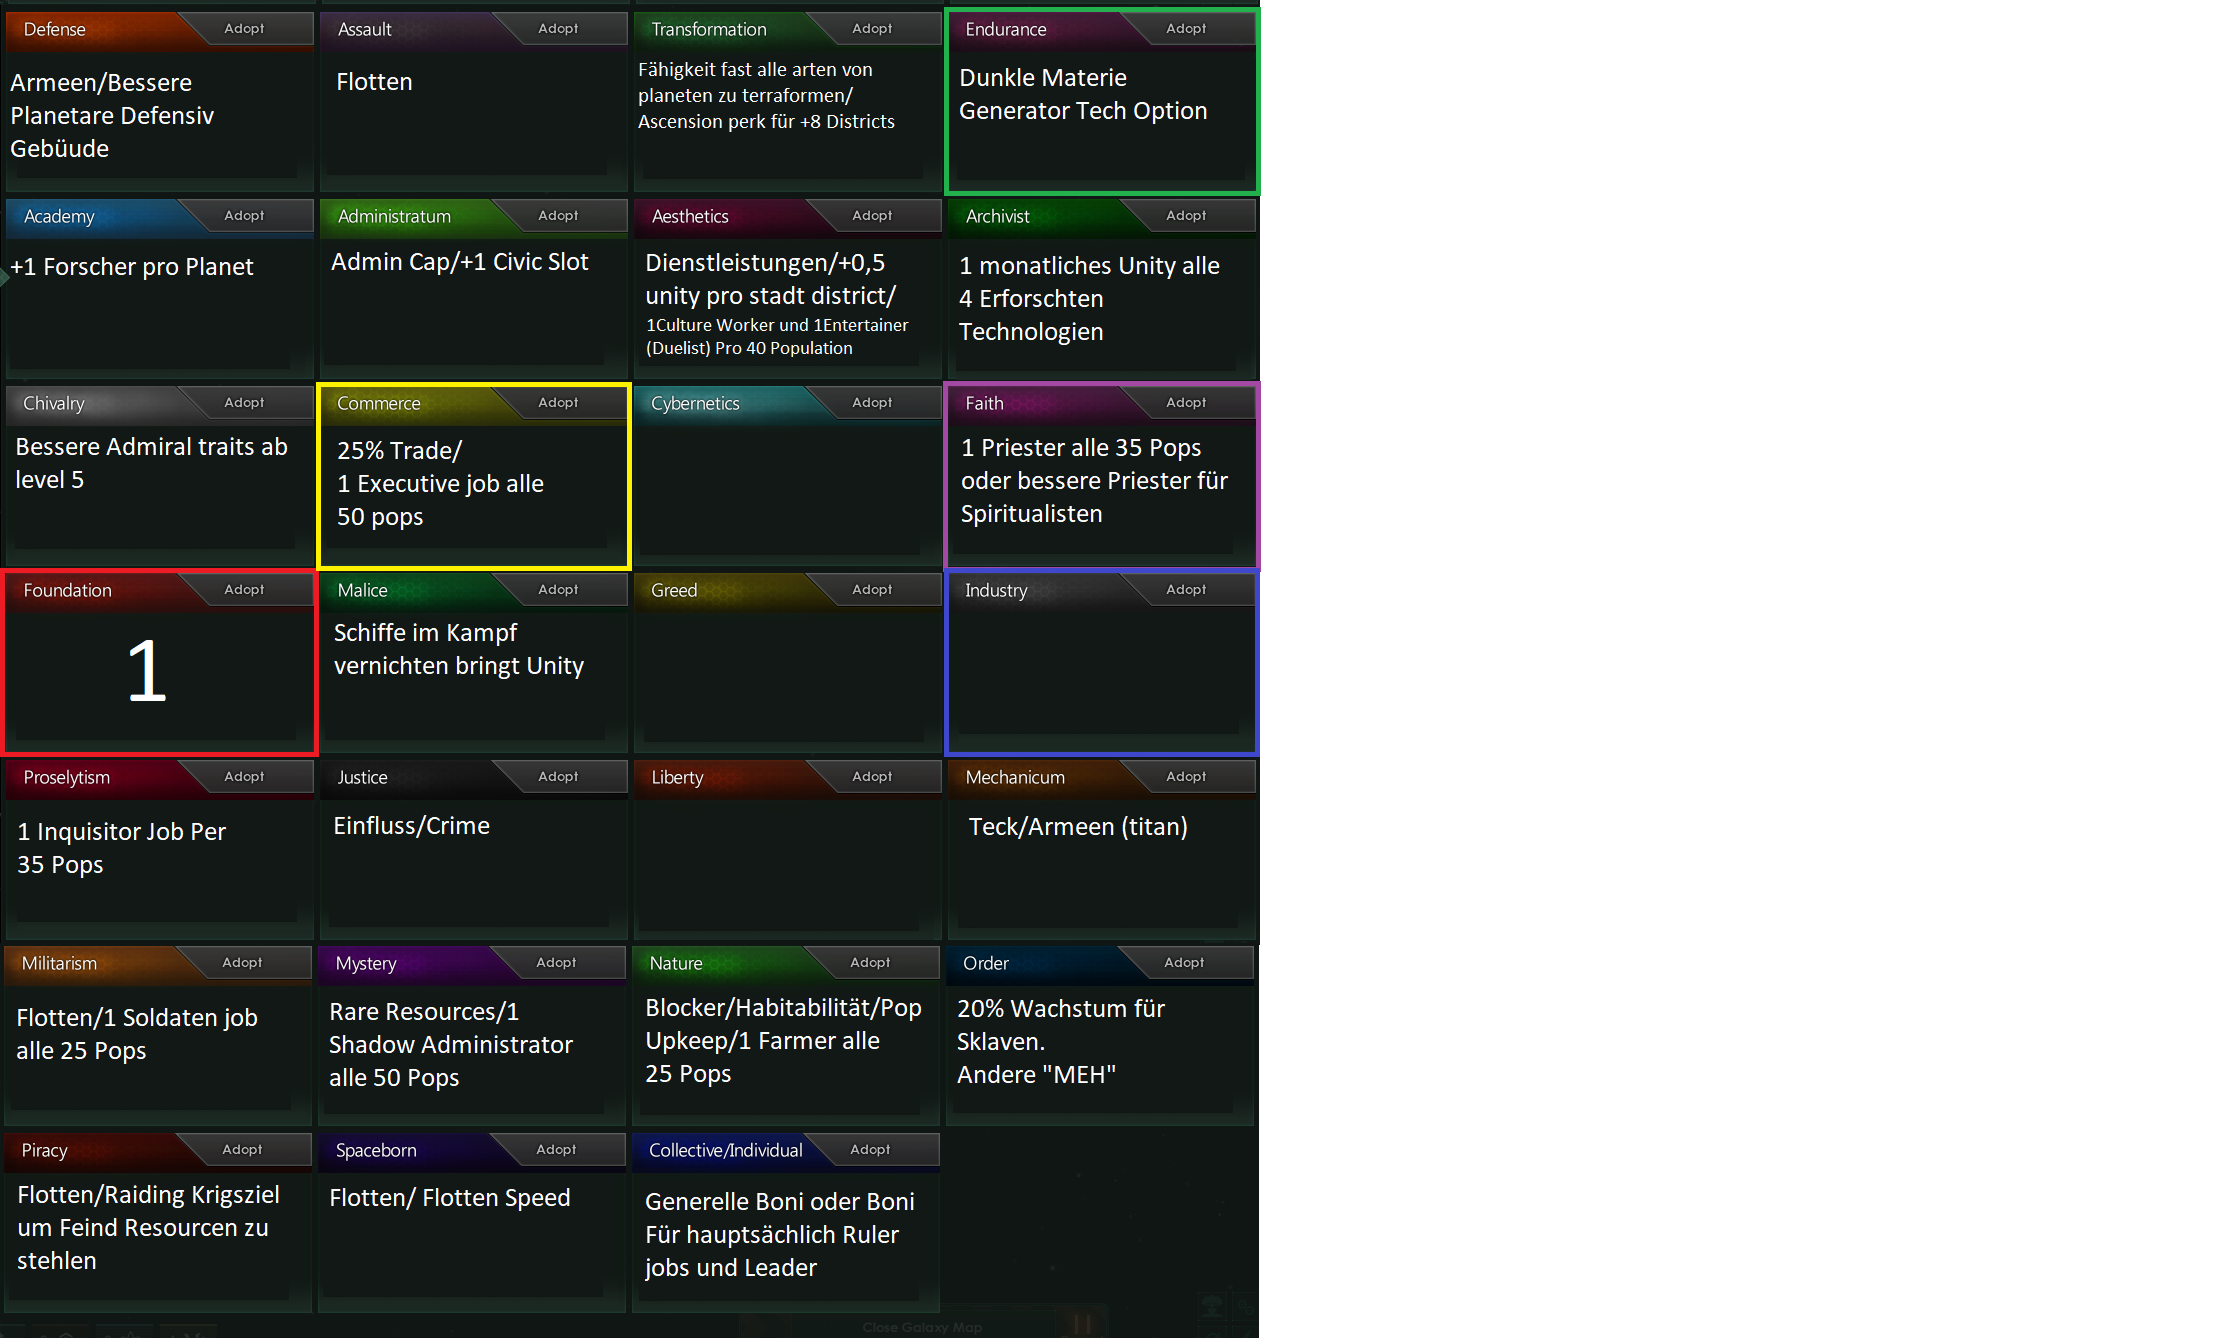 Defense Adopt
Armeen/Bessere
Planetare Defensiv
Gebüude
Assault Adopt
Flotten
Transformation Adopt
Fähigkeit fast alle arten von
planeten zu terraformen/
Ascension perk für +8 Districts
Endurance Adopt
Dunkle Materie
Generator Tech Option
Academy Adopt
+1 Forscher pro Planet
Administratum Adopt
Admin Cap/+1 Civic Slot
Aesthetics Adopt
Dienstleistungen/+0,5
unity pro stadt district/
1Culture Worker und 1Entertainer
(Duelist) Pro 40 Population
Archivist Adopt
1 monatliches Unity alle
4 Erforschten
Technologien
Chivalry Adopt
Bessere Admiral traits ab
level 5
Commerce Adopt
25% Trade/
1 Executive job alle
50 pops
Cybernetics Adopt
Faith Adopt
1 Priester alle 35 Pops
oder bessere Priester für
Spiritualisten
Foundation Adopt
1
Malice Adopt
Schiffe im Kampf
vernichten bringt Unity
Greed Adopt
Industry Adopt
Proselytism Adopt
1 Inquisitor Job Per
35 Pops
Justice Adopt
Einfluss/Crime
Liberty Adopt
Mechanicum Adopt
Teck/Armeen (titan)
Militarism Adopt
Flotten/1 Soldaten job
alle 25 Pops
Mystery Adopt
Rare Resources/1
Shadow Administrator
alle 50 Pops
Nature Adopt
Blocker/Habitabilität/Pop
Upkeep/1 Farmer alle
25 Pops
Order Adopt
20% Wachstum für
Sklaven.
Andere "MEH"
Piracy Adopt
Flotten/Raiding Krigsziel
um Feind Resourcen zu
stehlen
Spaceborn Adopt
Flotten/ Flotten Speed
Collective/Individual Adopt
Generelle Boni oder Boni
Für hauptsächlich Ruler
jobs und Leader
Close Galaxy Map